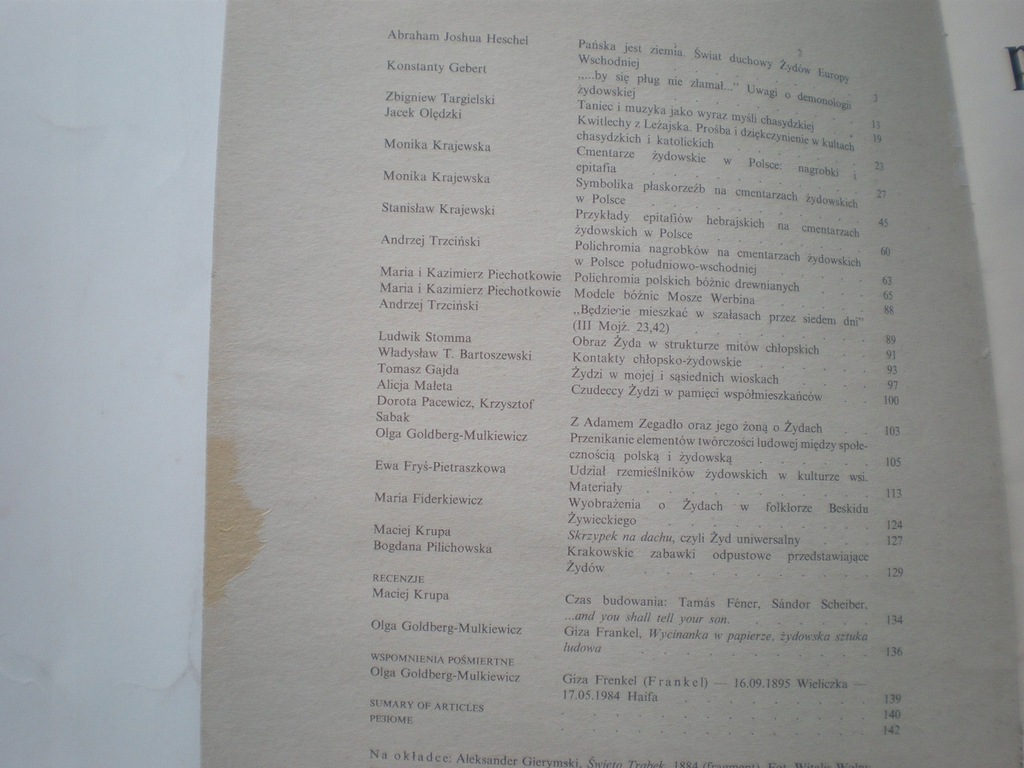 Abraham Joshua Heschel Pańska jest ziemia. Świat duchowy Żydów Europy
Wschodniej . . . . . . . 3
Konstanty Gebert „...by się pług nie złamał..." Uwagi o demonologii
żydowskiej . . . . . . . 13
Zbigniew Targielski Taniec i muzyka jako wyraz myśli chasydzkiej . 19
Jacek Olędzki Kwitlechy z Leżajska. Prośba i dziękczynienie w kultach
chasydzkich i katolickich . . . . . 23
Monika Krajewska Cmentarze żydowskie w Polsce: nagrobki i
epitafia . . . . . . . 27
Monika Krajewska Symbolika płaskorzeźb na cmentarzach żydowskich
w Polsce . . . . . . . 45
Stanisław Krajewski Przykłady epitafiów hebrajskich na cmentarzach
żydowskich w Polsce . . . . . . 60
Andrzej Trzciński Polichromia nagrobków na cmentarzach żydowskich
w Polsce południowo-wschodniej . . . . 63
Maria i Kazimierz Piechotkowie Polichromia polskich bóżnic drewnianych . . 65
Maria i Kazimierz Piechotkowie Modele bóżnic Mosze Werbina . . . . 88
Andrzej Trzciński „Będziecie mieszkać w szałasach przez siedem dni"
(III Mojż. 23,42) . . . . . . 89
Ludwik Stomma Obraz Żyda w strukturze mitów chłopskich . . 91
Władysław T. Bartoszewski Kontakty chłopsko-żydowskie . . . . 93
Tomasz Gajda Żydzi w mojej i sąsiednich wioskach . . . 97
Alicja Małeta Czudeccy Żydzi w pamięci współmieszkańców . . 100
Dorota Pacewicz, Krzysztof
Sabak Z Adamem Zegadło oraz jego żoną o Żydach . . 103
Olga Goldberg-Mulkiewicz Przenikanie elementów twórczości ludowej między społe-
cznością polską i żydowską . . . . . 105
Ewa Fryś-Pietraszkowa Udział rzemieślników żydowskich w kulturze wsi.
Materiały . . . . . . . 113
Maria Fiderkiewicz Wyobrażenia o Żydach w folklorze Beskidu
Żywieckiego . . . . . . . 124
Maciej Krupa Skrzypek na dachu, czyli Żyd uniwersalny . . 127
Bogdana Pilichowska Krakowskie zabawki odpustowe przedstawiające
Żydów . . . . . . . 129
RECENZJE
Maciej Krupa Czas budowania: Tamás Féner, Sándor Scheiber.
...and you shall tell your son. . . . . . 134
Olga Goldberg-Mulkiewicz Giza Frankel, Wycinanka w papierze, żydowska sztuka
ludowa . . . . . . . 136
WSPOMNIENIA POŚMIERTNE
Olga Goldberg-Mulkiewicz Giza Frenkel (Frankel) — 16.09.1895 Wieliczka —
17.05.1984 Haifa . . . . . . 139
SUMARY OF ARTICLES . . . . . . . 140
РЕЗЮМЕ . . . . . . . 142
Na okładce: Aleksander Gierymski, Święto Trąbek, 1884 (fragment). Fot. Witalis Wolny